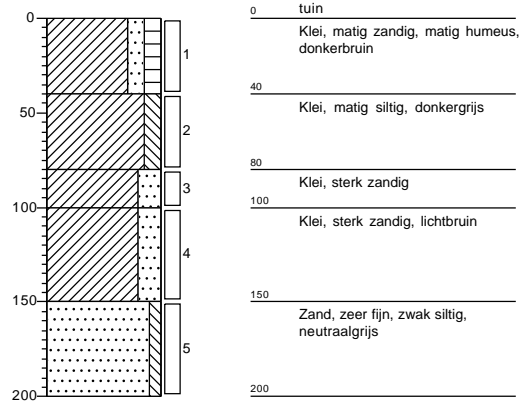 0 tuin
Klei, matig zandig, matig humeus,
donkerbruin
1
40
Klei, matig siltig, donkergrijs
50
2
80
Klei, sterk zandig
3
100 100
Klei, sterk zandig, lichtbruin
4
150 150
Zand, zeer fijn, zwak siltig,
neutraalgrijs
5
200 200
0